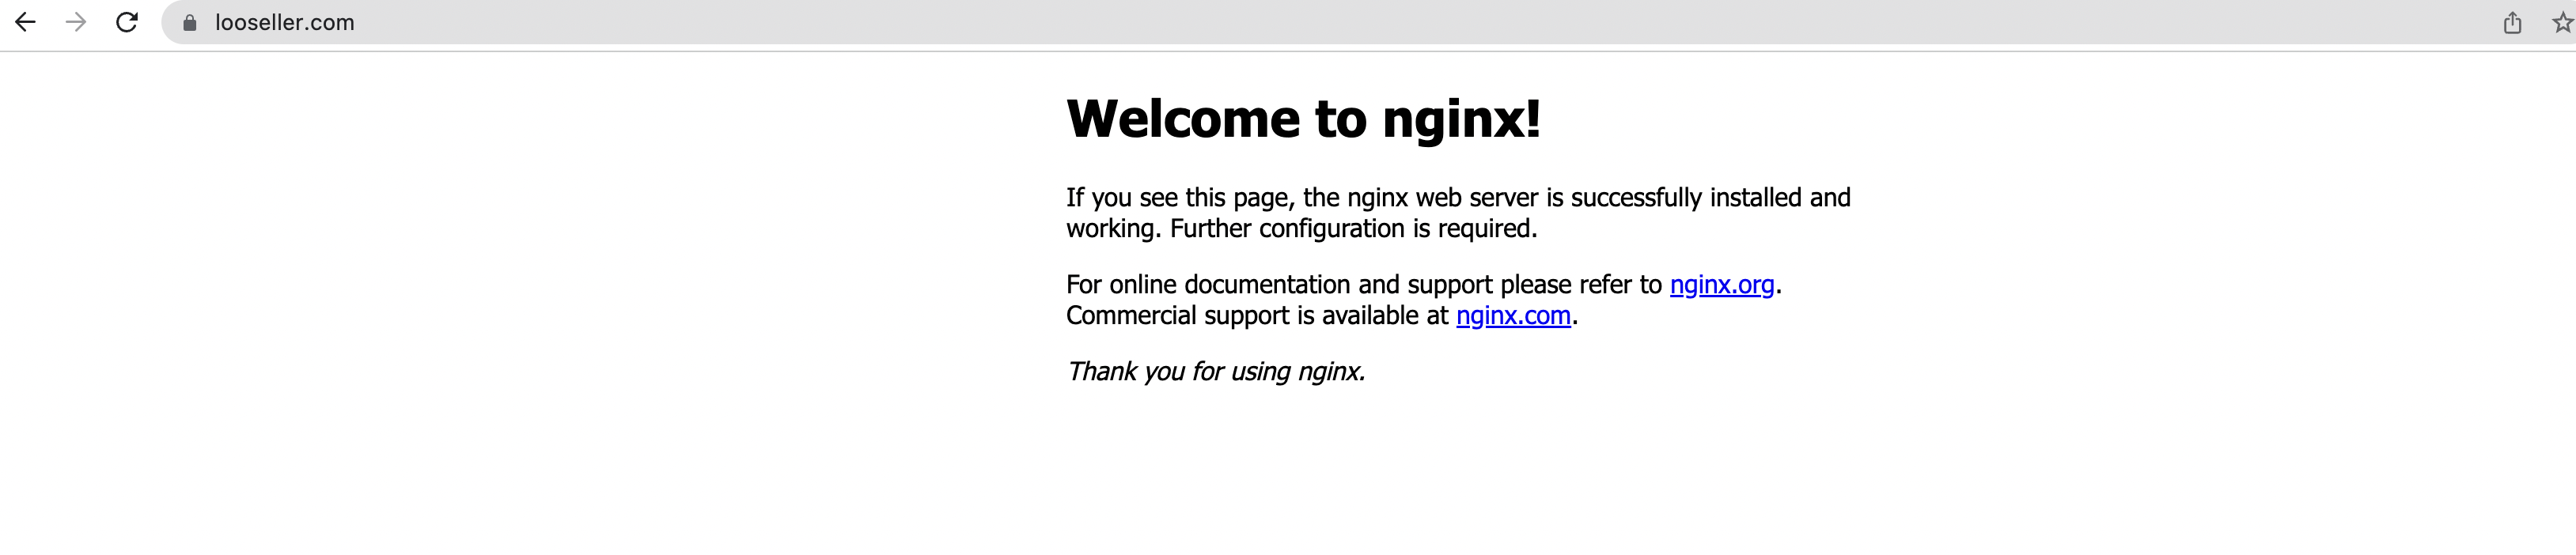 looseller.com
Welcome to nginx!
If you see this page, the nginx web server is successfully installed and
working. Further configuration is required.
For online documentation and support please refer to nginx.org.
Commercial support is available at nginx.com.
Thank you for using nginx.